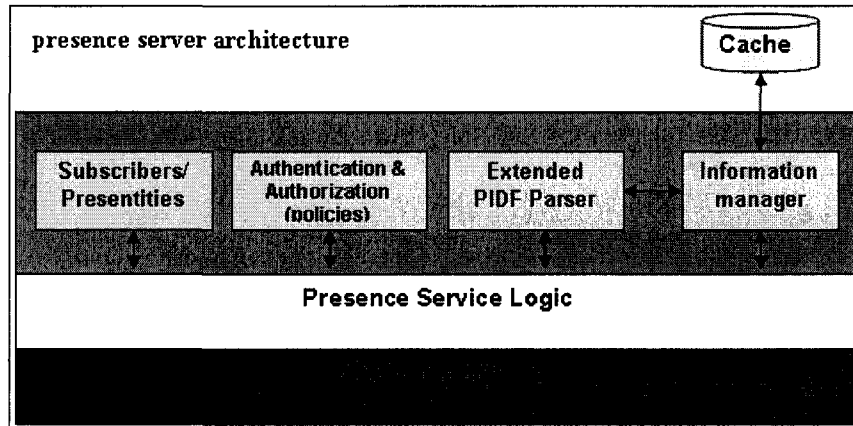 presence server architecture
Cache
Subscribers/
Presentities
Authentication &
Authorization
(policies)
Extended
PIDF Parser
Information
manager
Presence Service Logic